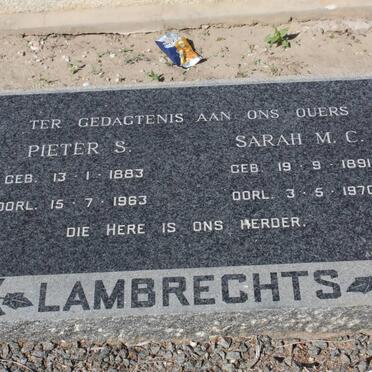 TER GEDAGTENIS AAN ONS OUERS
PIETER S. SARAH M. C.
GEB. 13·1·1883 GEB. 19·9·1891
OORL. 15·7·1963 OORL. 3·5·1970
DIE HERE IS ONS HERDER.
LAMBRECHTS